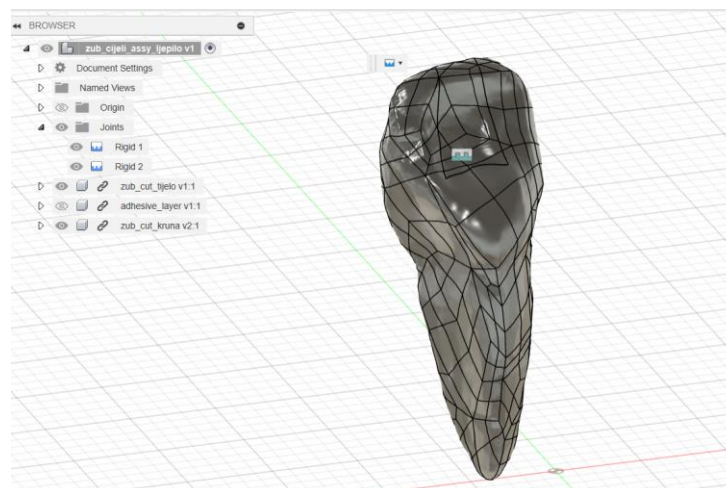 BROWSER
zub_cijeli_assy_ljepilo v1
Document Settings
Named Views
Origin
Joints
Rigid 1
Rigid 2
zub_cut_tijelo v1:1
adhesive_layer v1:1
zub_cut_kruna v2:1